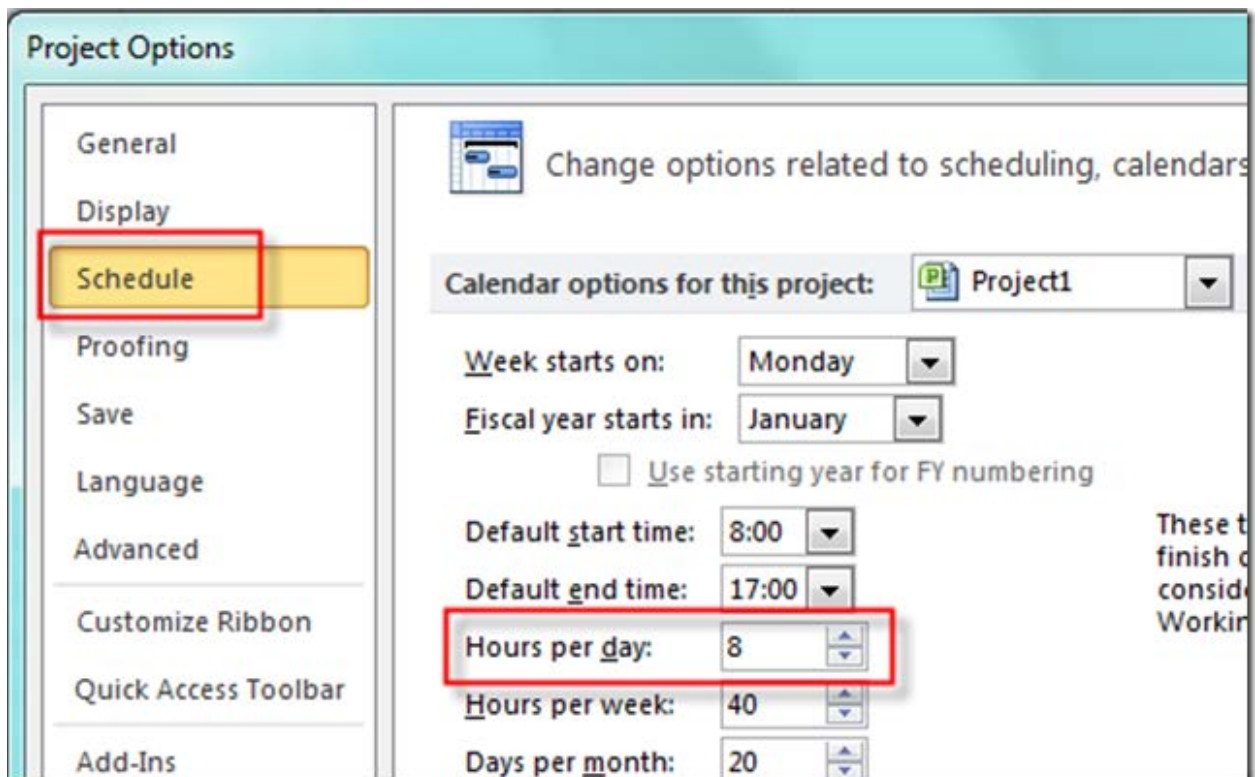 Project Options
General
Display
Schedule
Proofing
Save
Language
Advanced
Customize Ribbon
Quick Access Toolbar
Add-Ins
Change options related to scheduling, calendars
Calendar options for this project: Project1
Week starts on: Monday
Fiscal year starts in: January
Use starting year for FY numbering
Default start time: 8:00
Default end time: 17:00
Hours per day: 8
Hours per week: 40
Days per month: 20
These t
finish
consid
Workin